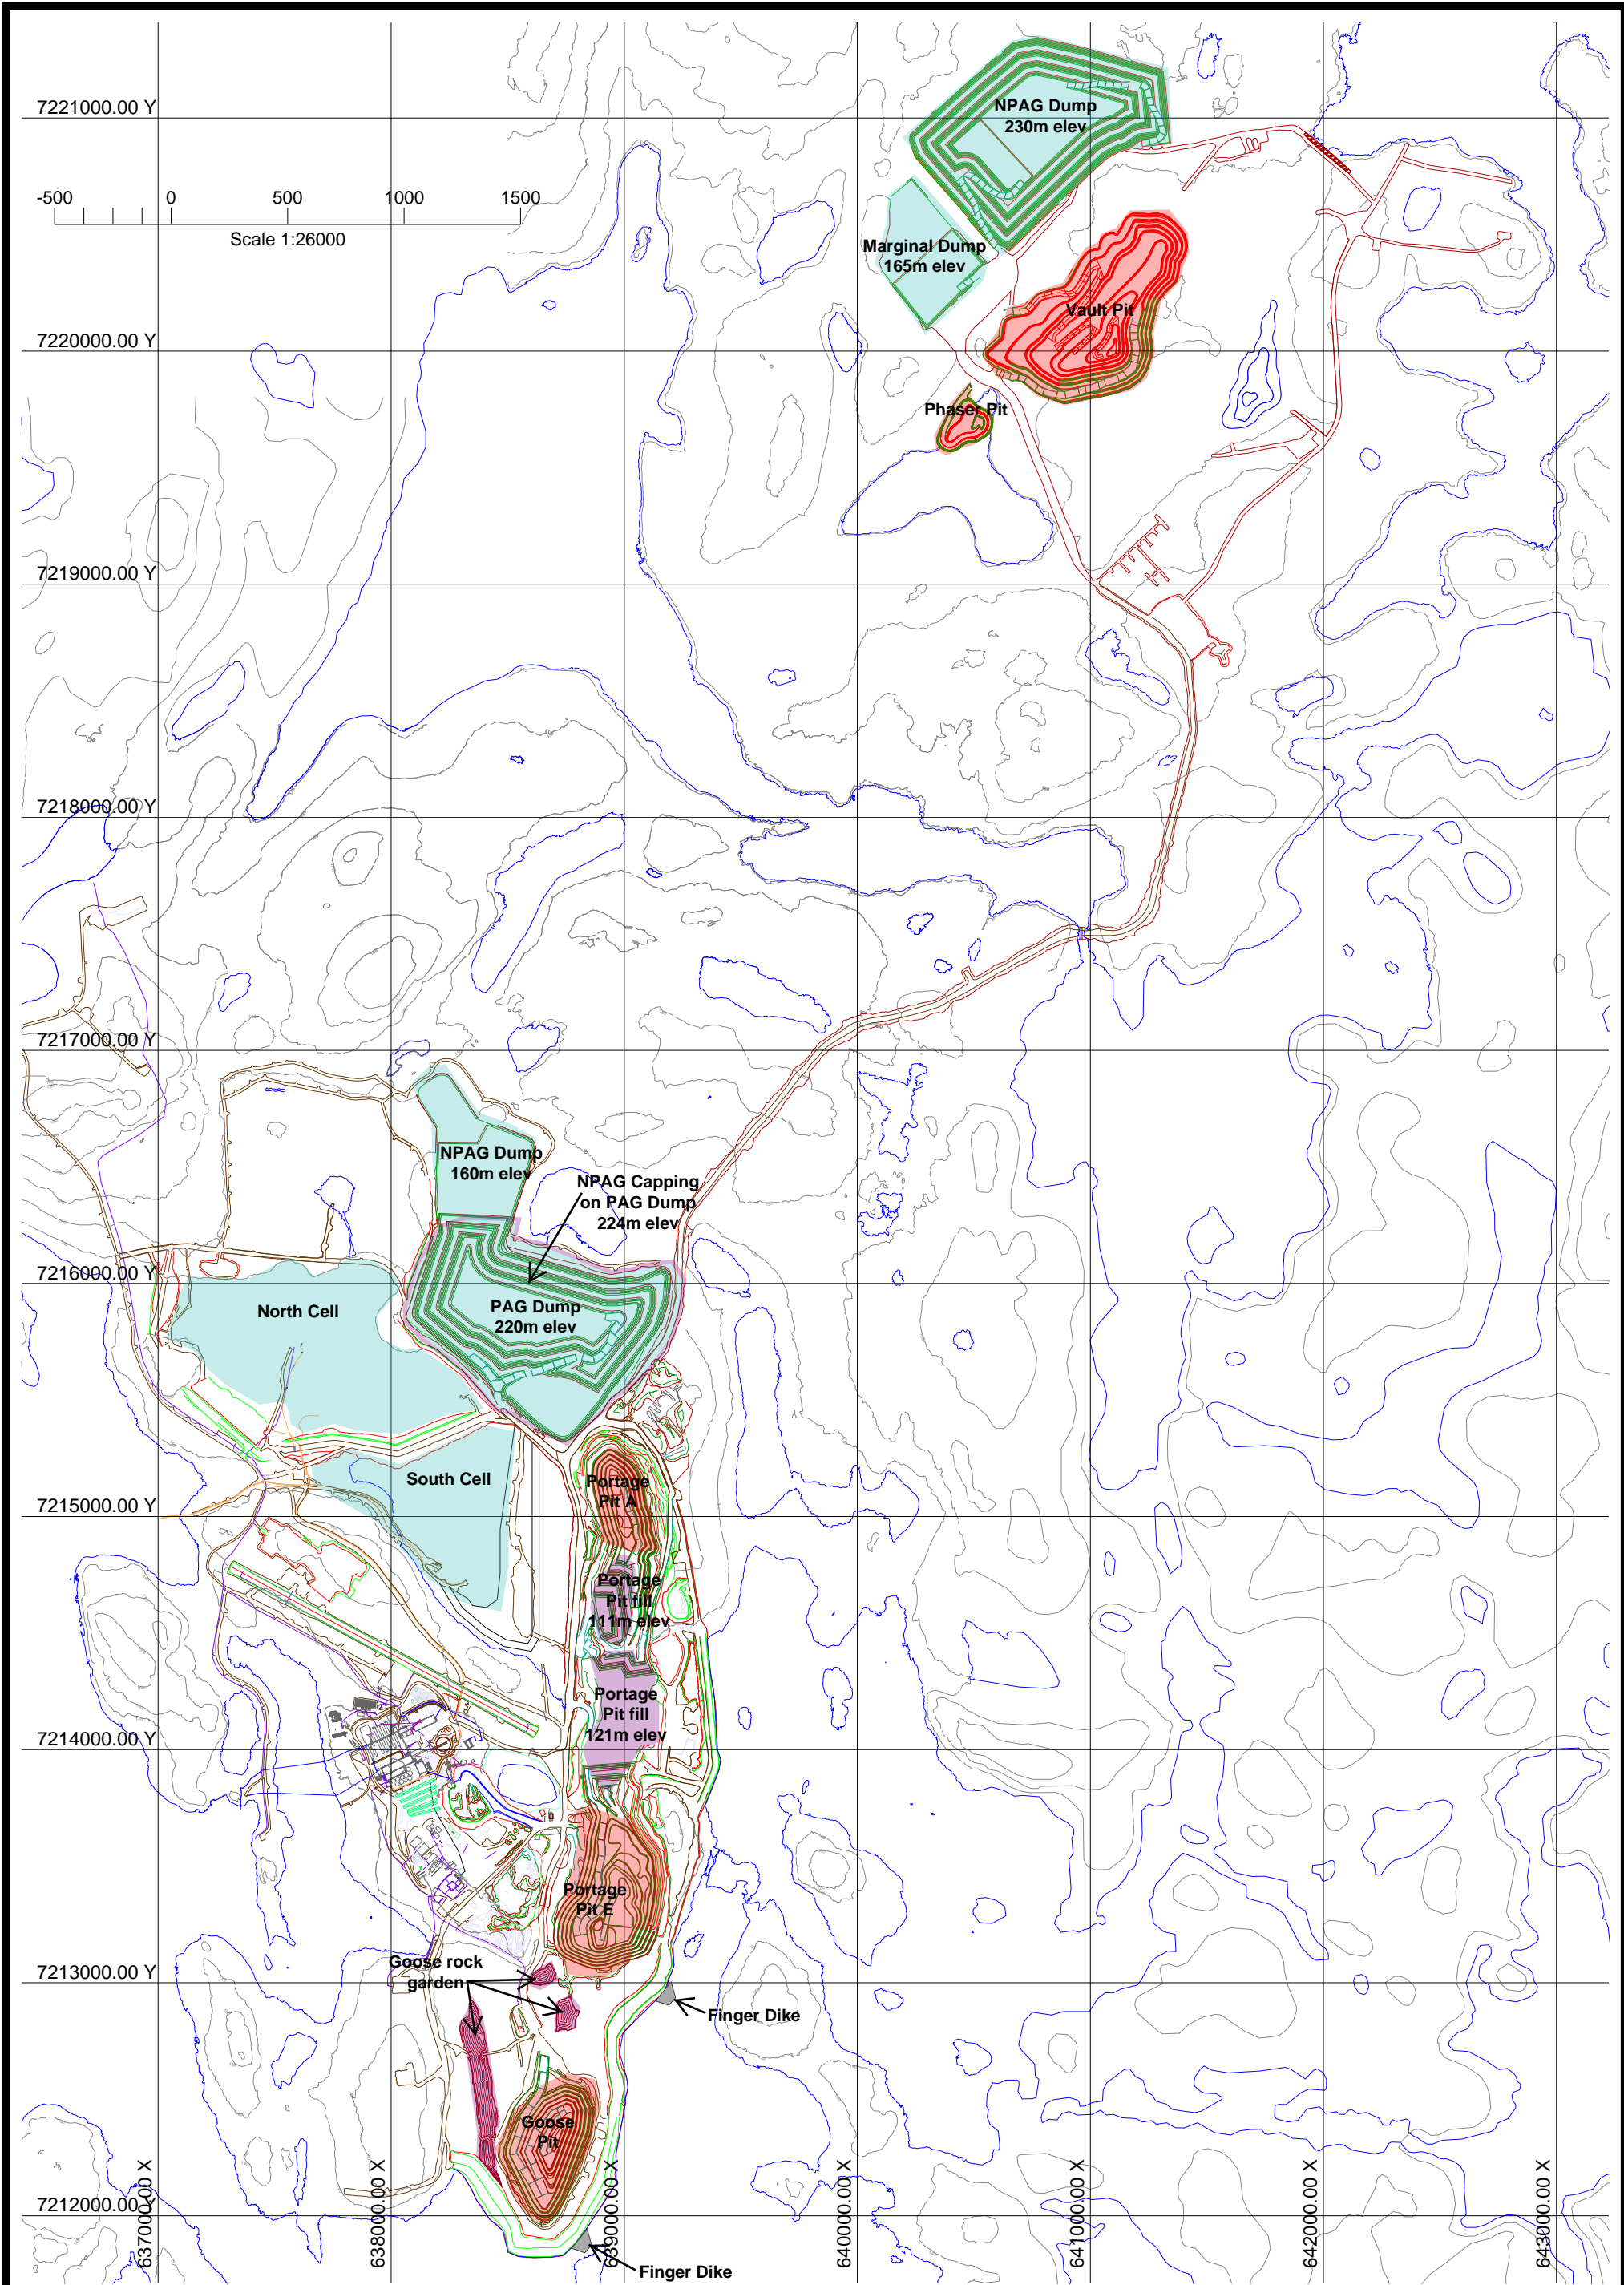 NPAG Dump
230m elev
7221000.00 Y
-500 0 500 1000 1500
Scale 1:26000
Marginal Dump
165m elev
Vault Pit
7220000.00 Y
Phaser Pit
7219000.00 Y
7218000.00 Y
7217000.00 Y
NPAG Dump
160m elev
NPAG Capping
on PAG Dump
224m elev
7216000.00 Y
North Cell
PAG Dump
220m elev
South Cell
Portage
Pit A
7215000.00 Y
Portage
Pit fill
111m elev
Portage
Pit fill
121m elev
7214000.00 Y
Portage
Pit E
Goose rock
garden
7213000.00 Y
Finger Dike
Goose
Pit
7212000.00 Y
637000.00 X
638000.00 X
639000.00 X
640000.00 X
641000.00 X
642000.00 X
643000.00 X
Finger Dike